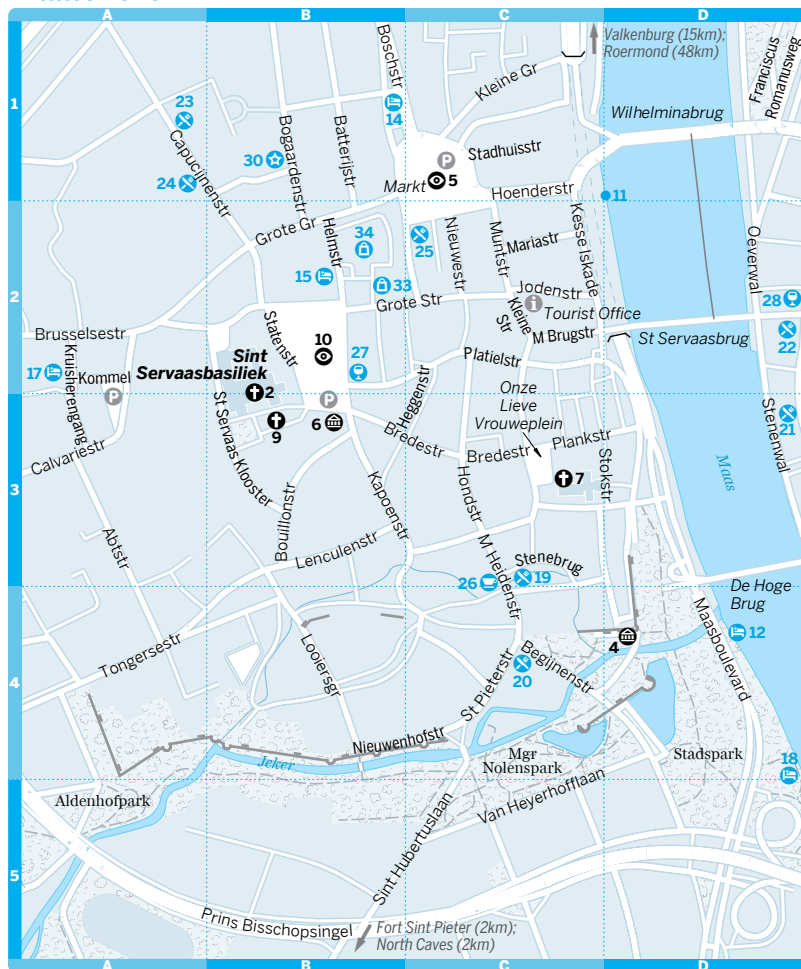 A B C D
Valkenburg (15km);
Roermond (48km)
Franciscus
Romanusweg
Boschstr
Kleine Gr
1
23
14
Wilhelminabrug
Capucijnenstr
Bogaardenstr
Batterijstr
30
Stadhuisstr
P
Markt
5
24
Hoenderstr
11
Grote Gr
Helmstr
34
25
Nieuwestr
Muntstr
Mariastr
Kesse lskade
Oeverwal
15
33
2
Jodenstr
28
Grote Str
Kleine
Str
Tourist Office
Brusselsestr
Statenstr
M Brugstr
St Servaasbrug
22
10
Sint
Servaasbasiliek
27
Platielstr
17
Kruisherengang
Kommel
P
2
Heggenstr
Onze
Lieve
Vrouweplein
21
St Servaas Klooster
9
6
P
Bredestr
Bredestr
Plankstr
Stenenwal
Calvariestr
3
7
Stokstr
Maas
Hondstr
Kapoenstr
Bouillonstr
Abtstr
Lenculenstr
M Heidenstr
Stenebrug
26
19
De Hoge
Brug
12
4
Maasboulevard
Looiersgr
Tongersestr
Begijnenstr
20
4
St Pieterstr
Nieuwenhofstr
Jeker
Mgr
Nolenspark
Stadspark
18
Aldenhofpark
Van Heyerhofflaan
Sint Hubertuslaan
5
Prins Bisschopsingel
Fort Sint Pieter (2km);
North Caves (2km)
A B C D